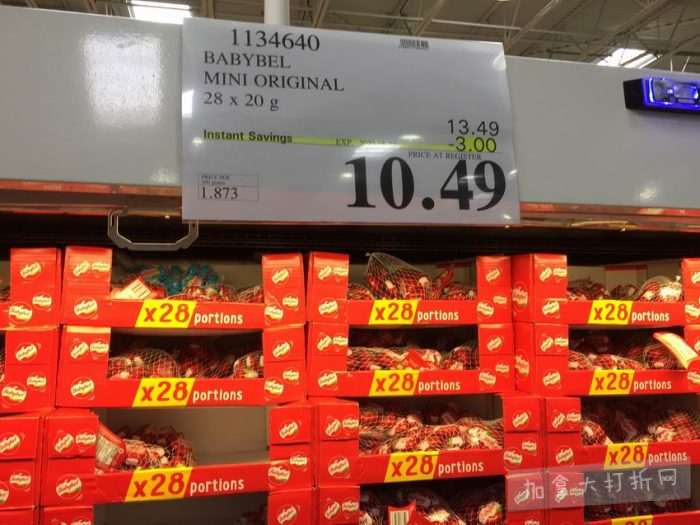 1134640
BABYBEL
MINI ORIGINAL
28 x 20 g
13.49
Instant Savings
-3.00
PRICE AT REGISTER
10.49
PRICE PER
1.873
x28 portions
x28 portions
x28 portions
x28 portions
x28 portions
x28 portions
x28 portions
x28 portions
x28
加拿大打折网